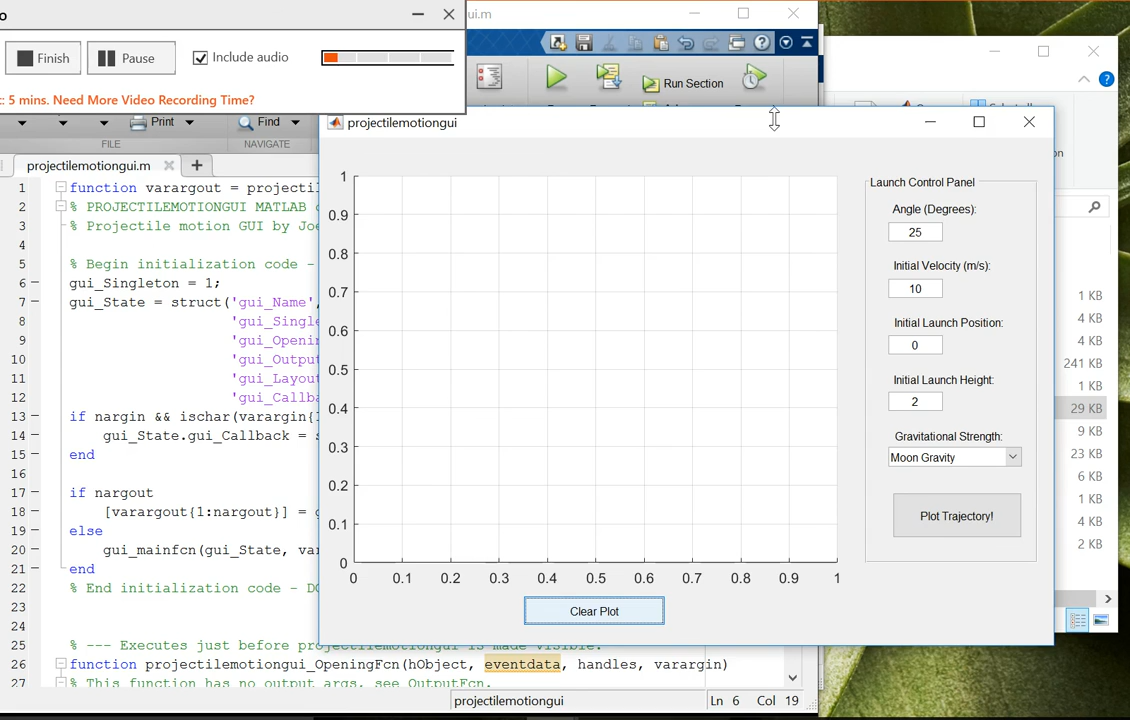 o
ui.m
Finish
Pause
Include audio
: 5 mins. Need More Video Recording Time?
Run Section
Print
Find
FILE
NAVIGATE
projectilemotiongui
projectilemotiongui.m
+
1 function varargout = projectil
2 % PROJECTILEMOTIONGUI MATLAB c
3 % Projectile motion GUI by Joe
4
5 % Begin initialization code -
6 gui_Singleton = 1;
7 gui_State = struct('gui_Name',
8 'gui_Single
9 'gui_Openin
10 'gui_Output
11 'gui_Layout
12 'gui_Callba
13 if nargin && ischar(varargin{1
14 gui_State.gui_Callback = s
15 end
16
17 if nargout
18 [varargout{1:nargout}] = g
19 else
20 gui_mainfcn(gui_State, var
21 end
22 % End initialization code - DO
23
24
25 % --- Executes just before projectilemotiongui is made visible.
26 function projectilemotiongui_OpeningFcn(hObject, eventdata, handles, varargin)
27 % This function has no output args, see OutputFcn.
1
0.9
0.8
0.7
0.6
0.5
0.4
0.3
0.2
0.1
0
0 0.1 0.2 0.3 0.4 0.5 0.6 0.7 0.8 0.9 1
Clear Plot
Launch Control Panel
Angle (Degrees):
25
Initial Velocity (m/s):
10
Initial Launch Position:
0
Initial Launch Height:
2
Gravitational Strength:
Moon Gravity
Plot Trajectory!
on
1 KB
4 KB
4 KB
241 KB
1 KB
29 KB
9 KB
23 KB
6 KB
1 KB
4 KB
2 KB
projectilemotiongui
Ln 6 Col 19